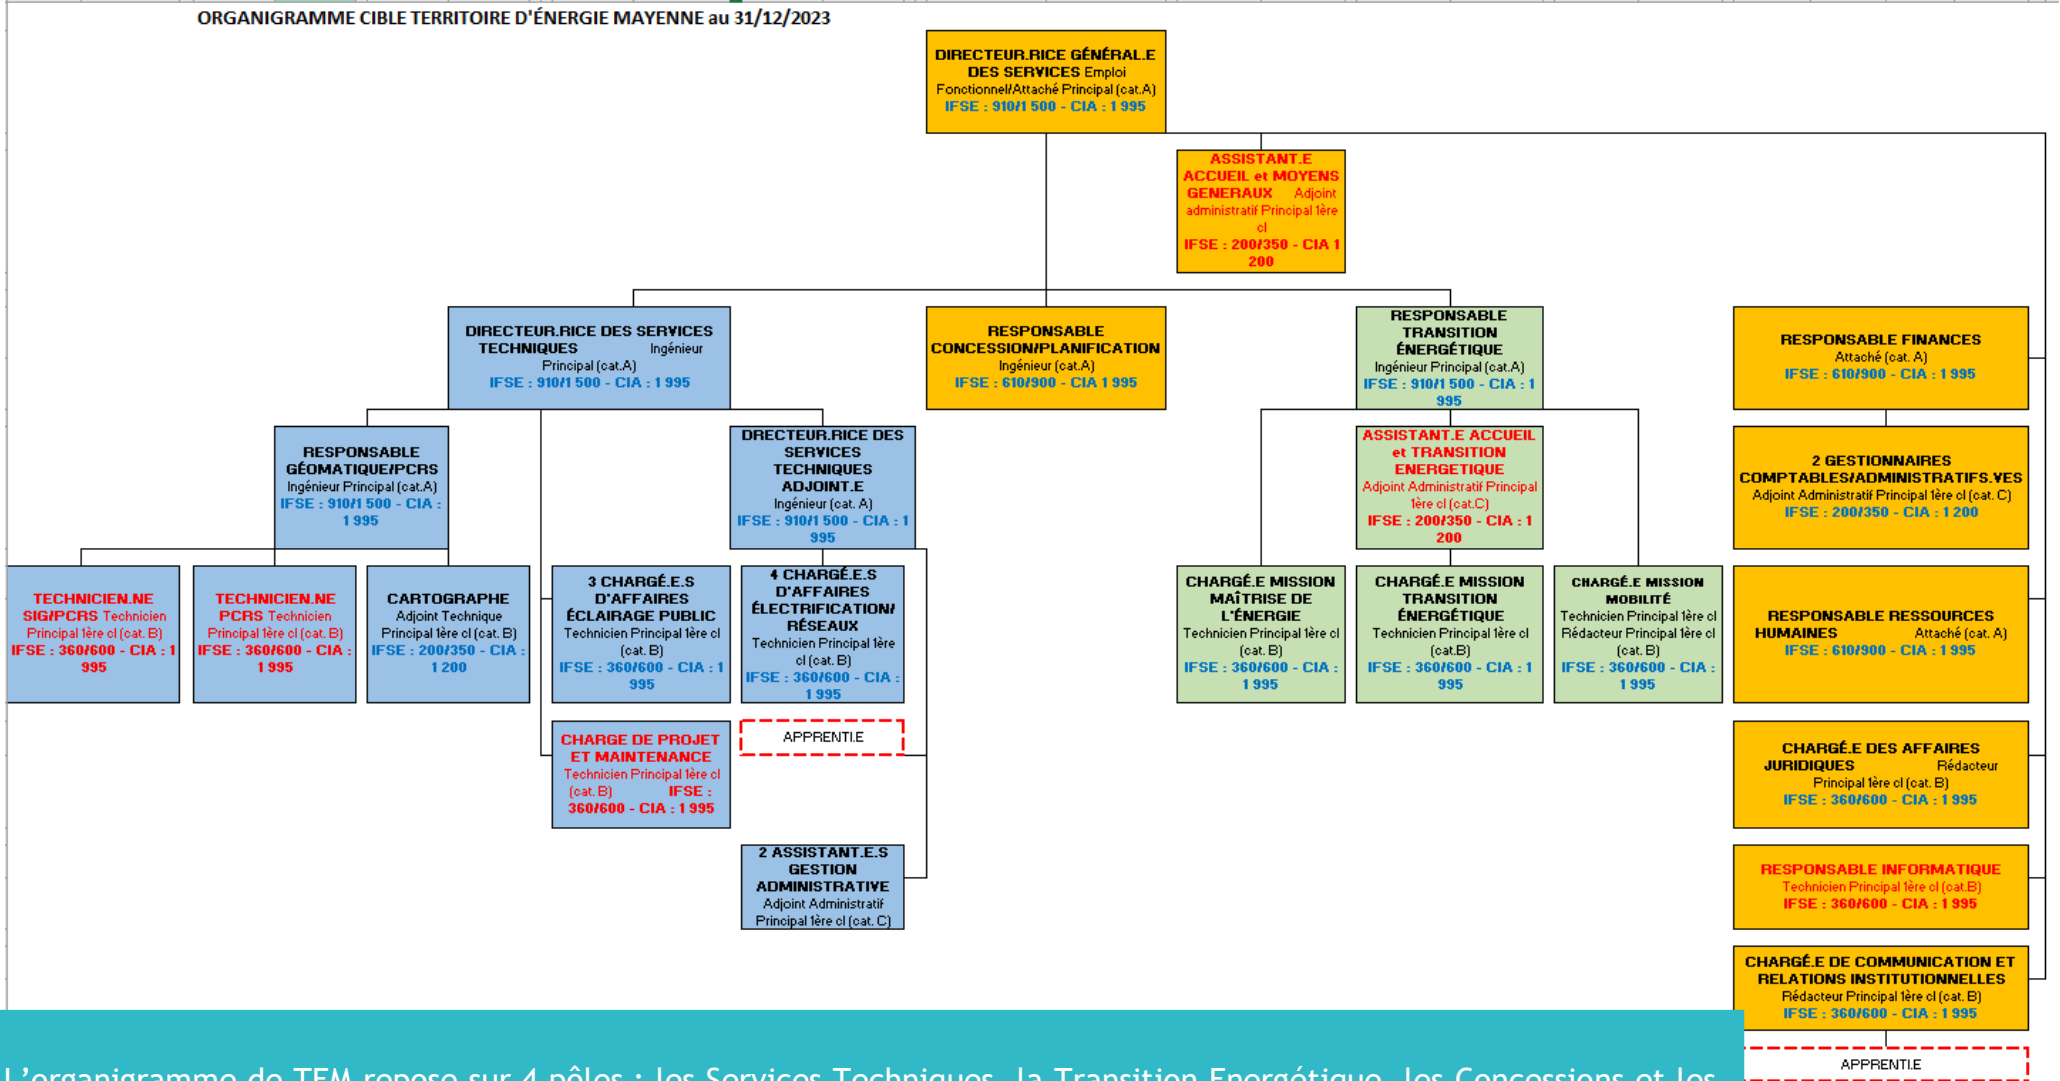 ORGANIGRAMME CIBLE TERRITOIRE D'ÉNERGIE MAYENNE au 31/12/2023
DIRECTEUR.RICE GÉNÉRAL.E
DES SERVICES Emploi
Fonctionnel/Attaché Principal (cat.A)
IFSE : 910/1 500 - CIA : 1 995
ASSISTANT.E
ACCUEIL et MOYENS
GENERAUX Adjoint
administratif Principal 1ère
cl
IFSE : 200/350 - CIA 1
200
DIRECTEUR.RICE DES SERVICES
TECHNIQUES Ingénieur
Principal (cat.A)
IFSE : 910/1 500 - CIA : 1 995
RESPONSABLE
CONCESSION/PLANIFICATION
Ingénieur (cat.A)
IFSE : 610/900 - CIA 1 995
RESPONSABLE
TRANSITION
ÉNERGÉTIQUE
Ingénieur Principal (cat.A)
IFSE : 910/1 500 - CIA : 1
995
RESPONSABLE FINANCES
Attaché (cat. A)
IFSE : 610/900 - CIA : 1 995
RESPONSABLE
GÉOMATIQUE/PCRS
Ingénieur Principal (cat.A)
IFSE : 910/1 500 - CIA :
1 995
DRECTEUR.RICE DES
SERVICES
TECHNIQUES
ADJOINT.E
Ingénieur (cat. A)
IFSE : 910/1 500 - CIA : 1
995
ASSISTANT.E ACCUEIL
et TRANSITION
ENERGETIQUE
Adjoint Administratif Principal
1ère cl (cat.C)
IFSE : 200/350 - CIA : 1
200
2 GESTIONNAIRES
COMPTABLES/ADMINISTRATIFS.VES
Adjoint Administratif Principal 1ère cl (cat. C)
IFSE : 200/350 - CIA : 1 200
TECHNICIEN.NE
SIG/PCRS Technicien
Principal 1ère cl (cat. B)
IFSE : 360/600 - CIA : 1
995
TECHNICIEN.NE
PCRS Technicien
Principal 1ère cl (cat. B)
IFSE : 360/600 - CIA :
1 995
CARTOGRAPHE
Adjoint Technique
Principal 1ère cl (cat. B)
IFSE : 200/350 - CIA :
1 200
3 CHARGÉ.E.S
D'AFFAIRES
ÉCLAIRAGE PUBLIC
Technicien Principal 1ère cl
(cat. B)
IFSE : 360/600 - CIA : 1
995
4 CHARGÉ.E.S
D'AFFAIRES
ÉLECTRIFICATION/
RÉSEAUX
Technicien Principal 1ère
cl (cat. B)
IFSE : 360/600 - CIA :
1 995
CHARGÉ.E MISSION
MAÎTRISE DE
L'ÉNERGIE
Technicien Principal 1ère cl
(cat. B)
IFSE : 360/600 - CIA :
1 995
CHARGÉ.E MISSION
TRANSITION
ÉNERGÉTIQUE
Technicien Principal 1ère cl
(cat.B)
IFSE : 360/600 - CIA : 1
995
CHARGÉ.E MISSION
MOBILITÉ
Technicien Principal 1ère cl
Rédacteur Principal 1ère cl
(cat. B)
IFSE : 360/600 - CIA :
1 995
RESPONSABLE RESSOURCES
HUMAINES Attaché (cat. A)
IFSE : 610/900 - CIA : 1 995
CHARGE DE PROJET
ET MAINTENANCE
Technicien Principal 1ère cl
(cat. B) IFSE :
360/600 - CIA : 1 995
APPRENTI.E
CHARGÉ.E DES AFFAIRES
JURIDIQUES Rédacteur
Principal 1ère cl (cat. B)
IFSE : 360/600 - CIA : 1 995
2 ASSISTANT.E.S
GESTION
ADMINISTRATIVE
Adjoint Administratif
Principal 1ère cl (cat. C)
RESPONSABLE INFORMATIQUE
Technicien Principal 1ère cl (cat.B)
IFSE : 360/600 - CIA : 1 995
CHARGÉ.E DE COMMUNICATION ET
RELATIONS INSTITUTIONNELLES
Rédacteur Principal 1ère cl (cat. B)
IFSE : 360/600 - CIA : 1 995
APPRENTI.E
L'organigramme de TEM repose sur 4 pôles : les Services Techniques, la Transition Energétique, les Concessions et les